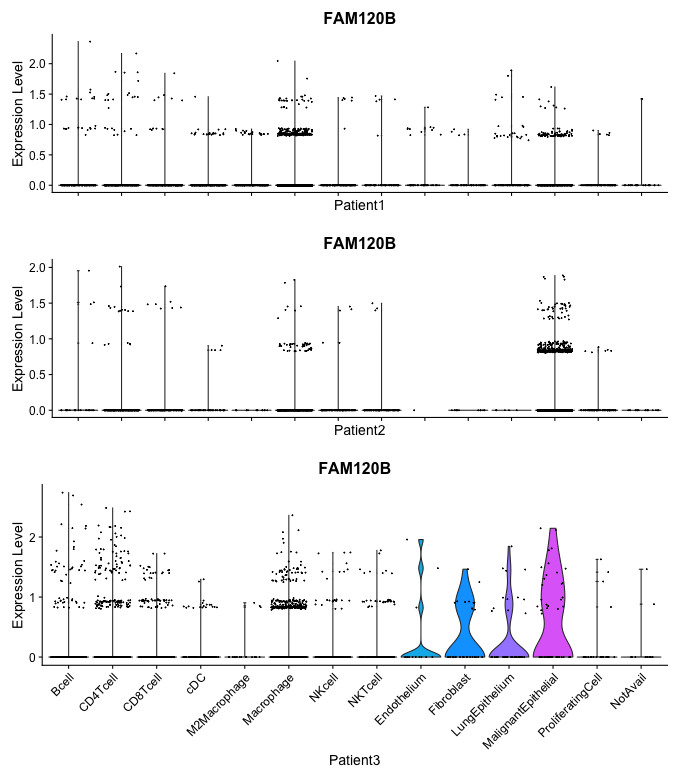 FAM120B
Expression Level
2.0
1.5
1.0
0.5
0.0
Patient1
FAM120B
Expression Level
2.0
1.5
1.0
0.5
0.0
Patient2
FAM120B
Expression Level
2
1
0
Bcell
CD4Tcell
CD8Tcell
cDC
M2Macrophage
Macrophage
NKcell
NKTcell
Endothelium
Fibroblast
LungEpithelium
MalignantEpithelial
ProliferatingCell
NotAvail
Patient3